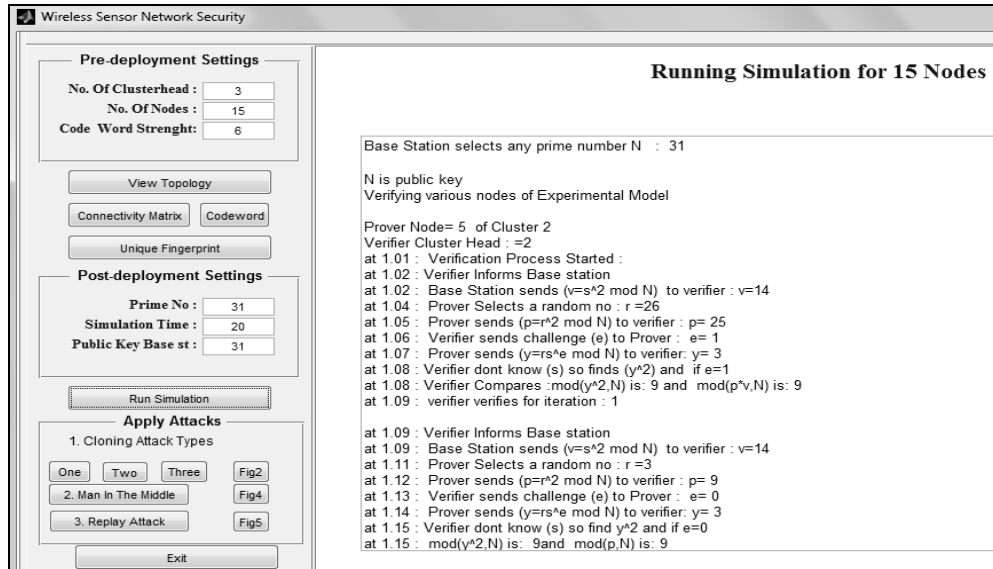 Wireless Sensor Network Security
Pre-deployment Settings
No. Of Clusterhead : 3
No. Of Nodes : 15
Code Word Strenght: 6
View Topology
Connectivity Matrix Codeword
Unique Fingerprint
Post-deployment Settings
Prime No : 31
Simulation Time : 20
Public Key Base st : 31
Run Simulation
Apply Attacks
1. Cloning Attack Types
One Two Three Fig2
2. Man In The Middle Fig4
3. Replay Attack Fig5
Exit
Running Simulation for 15 Nodes
Base Station selects any prime number N : 31
N is public key
Verifying various nodes of Experimental Model
Prover Node= 5 of Cluster 2
Verifier Cluster Head : =2
at 1.01 : Verification Process Started :
at 1.02 : Verifier Informs Base station
at 1.02 : Base Station sends (v=s^2 mod N) to verifier : v=14
at 1.04 : Prover Selects a random no : r =26
at 1.05 : Prover sends (p=r^2 mod N) to verifier : p= 25
at 1.06 : Verifier sends challenge (e) to Prover : e= 1
at 1.07 : Prover sends (y=rs^e mod N) to verifier: y= 3
at 1.08 : Verifier dont know (s) so finds (y^2) and if e=1
at 1.08 : Verifier Compares :mod(y^2,N) is: 9 and mod(p*v,N) is: 9
at 1.09 : verifier verifies for iteration : 1
at 1.09 : Verifier Informs Base station
at 1.09 : Base Station sends (v=s^2 mod N) to verifier : v=14
at 1.11 : Prover Selects a random no : r =3
at 1.12 : Prover sends (p=r^2 mod N) to verifier : p= 9
at 1.13 : Verifier sends challenge (e) to Prover : e= 0
at 1.14 : Prover sends (y=rs^e mod N) to verifier: y= 3
at 1.15 : Verifier dont know (s) so find y^2 and if e=0
at 1.15 : mod(y^2,N) is: 9and mod(p,N) is: 9